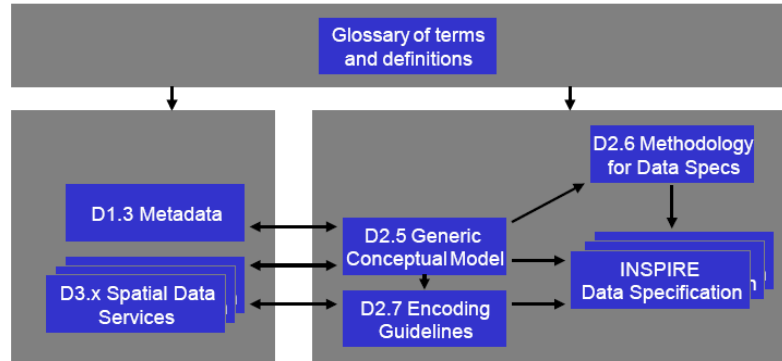 Glossary of terms
and definitions
D2.6 Methodology
for Data Specs
D1.3 Metadata
D2.5 Generic
Conceptual Model
INSPIRE
Data Specification
D3.x Spatial Data
Services
D2.7 Encoding
Guidelines